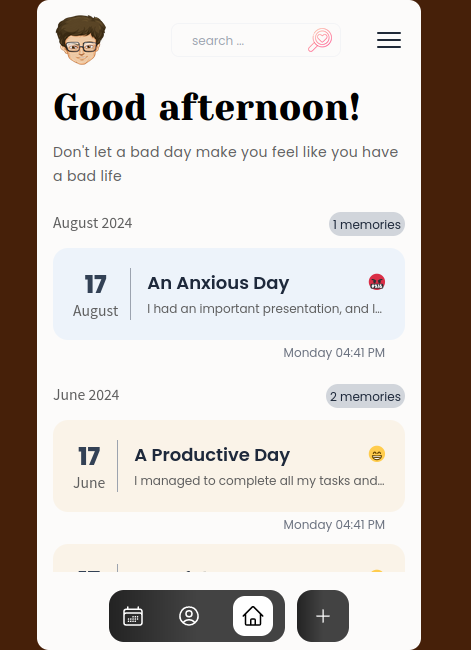 search ...
Good afternoon!
Don't let a bad day make you feel like you have
a bad life
August 2024
1 memories
17
August
An Anxious Day
I had an important presentation, and I...
Monday 04:41 PM
June 2024
2 memories
17
June
A Productive Day
I managed to complete all my tasks and...
Monday 04:41 PM